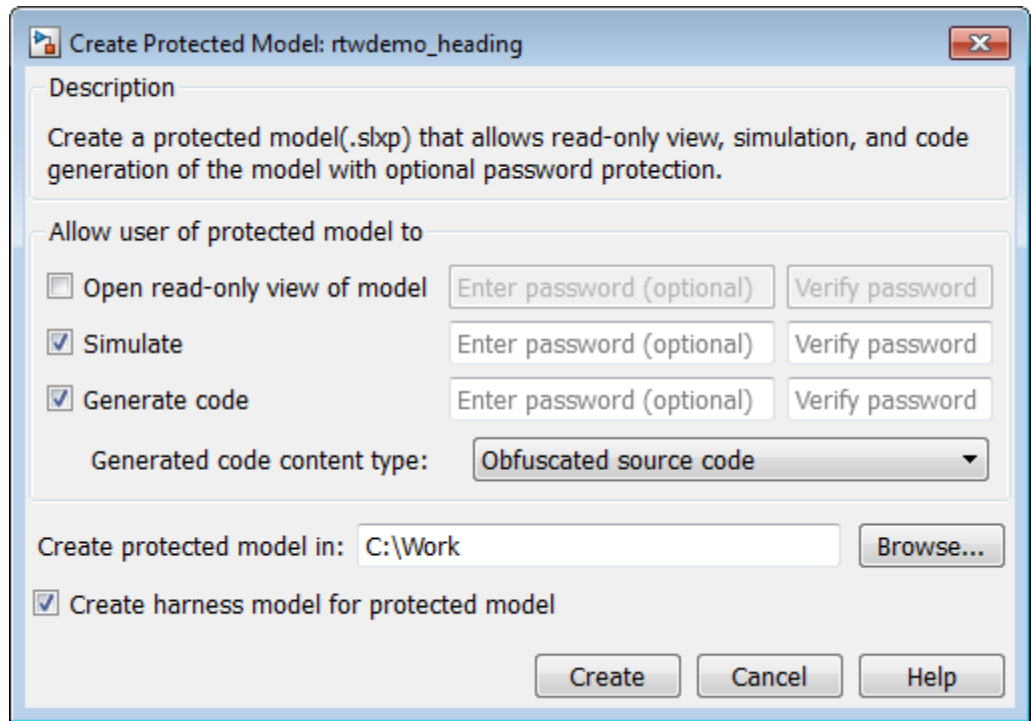 Create Protected Model: rtwdemo_heading
Description
Create a protected model(.slxp) that allows read-only view, simulation, and code
generation of the model with optional password protection.
Allow user of protected model to
Open read-only view of model Enter password (optional) Verify password
Simulate Enter password (optional) Verify password
Generate code Enter password (optional) Verify password
Generated code content type: Obfuscated source code
Create protected model in: C:\Work Browse...
Create harness model for protected model
Create Cancel Help